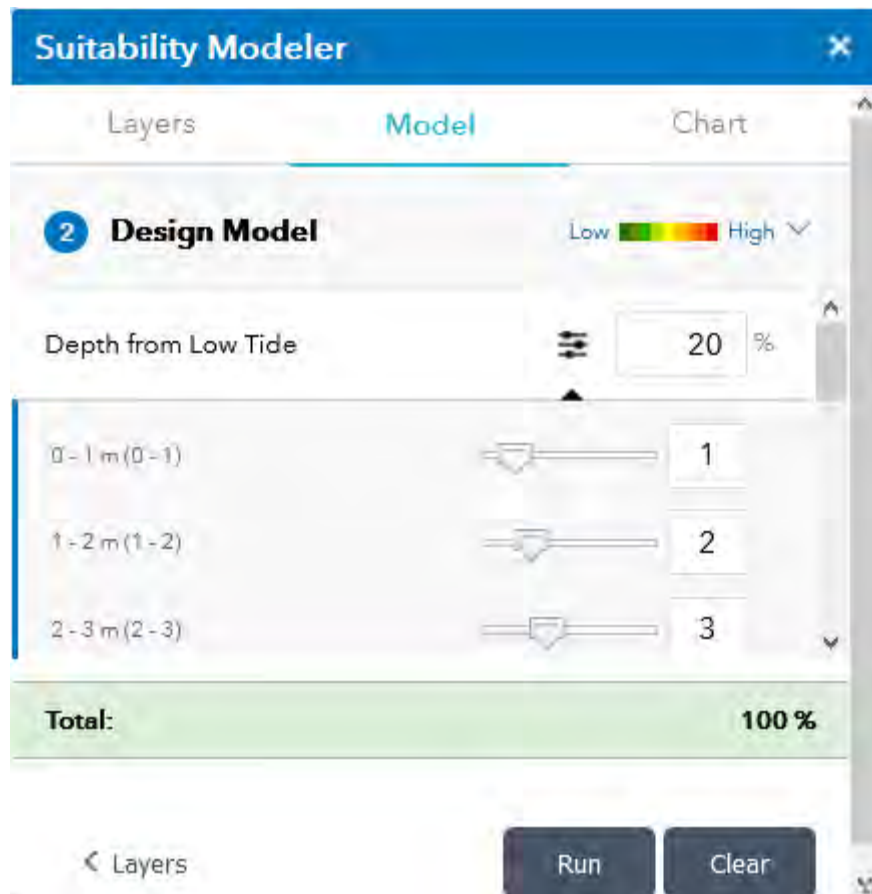 Suitability Modeler ×
Layers Model Chart
2 Design Model Low High
Depth from Low Tide 20 %
0 - 1 m (0 - 1) 1
1 - 2 m (1 - 2) 2
2 - 3 m (2 - 3) 3
Total: 100 %
< Layers Run Clear